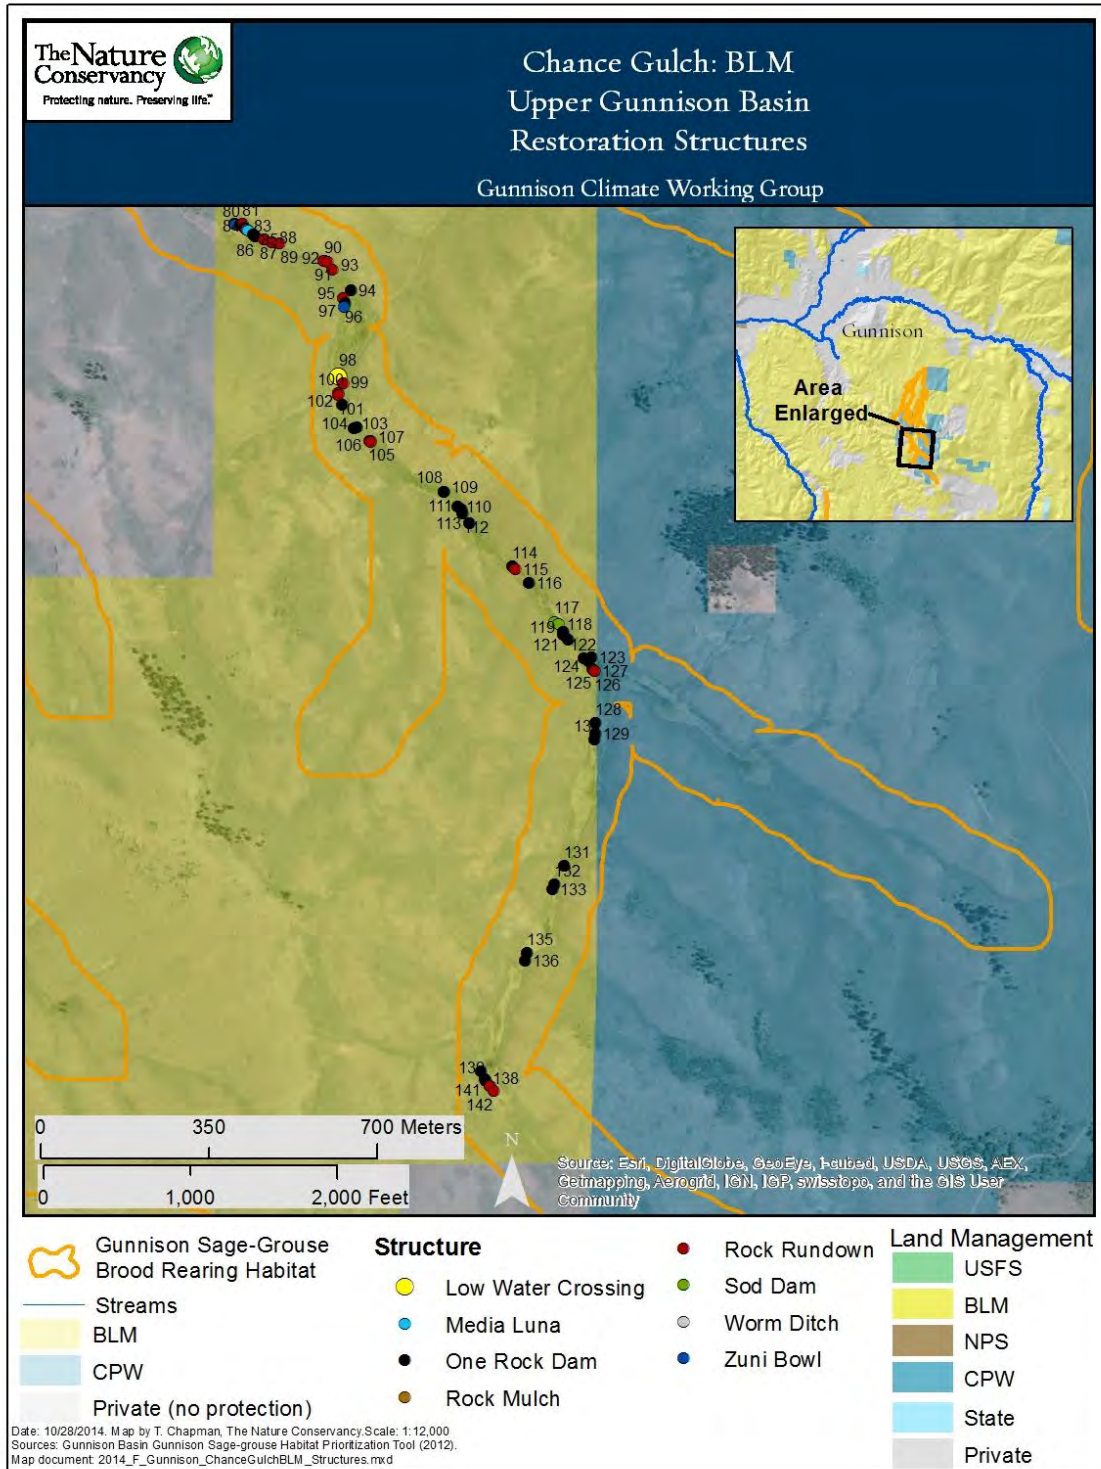 The Nature
Conservancy
Protecting nature. Preserving life.™
Chance Gulch: BLM
Upper Gunnison Basin
Restoration Structures
Gunnison Climate Working Group
80 81
83
86 87 88
89
90
92
91 93
94
95
97 96
98
100 99
102 101
104 103
106 107
105
108 109
111 110
113 112
114
115
116
117
119 118
121 122
123
124 127
125 126
128
129
131
132
133
135
136
138
141
142
Gunnison
Area
Enlarged
0 350 700 Meters
0 1,000 2,000 Feet
N
Source: Esri, DigitalGlobe, GeoEye, i-cubed, USDA, USGS, AEX,
Getmapping, Aerogrid, IGN, IGP, swisstopo, and the GIS User
Community
Gunnison Sage-Grouse
Brood Rearing Habitat
Streams
BLM
CPW
Private (no protection)
Structure
Low Water Crossing
Media Luna
One Rock Dam
Rock Mulch
Rock Rundown
Sod Dam
Worm Ditch
Zuni Bowl
Land Management
USFS
BLM
NPS
CPW
State
Private
Date: 10/28/2014. Map by T. Chapman, The Nature Conservancy.Scale: 1:12,000
Sources: Gunnison Basin Gunnison Sage-grouse Habitat Prioritization Tool (2012).
Map document: 2014_F_Gunnison_ChanceGulchBLM_Structures.mxd